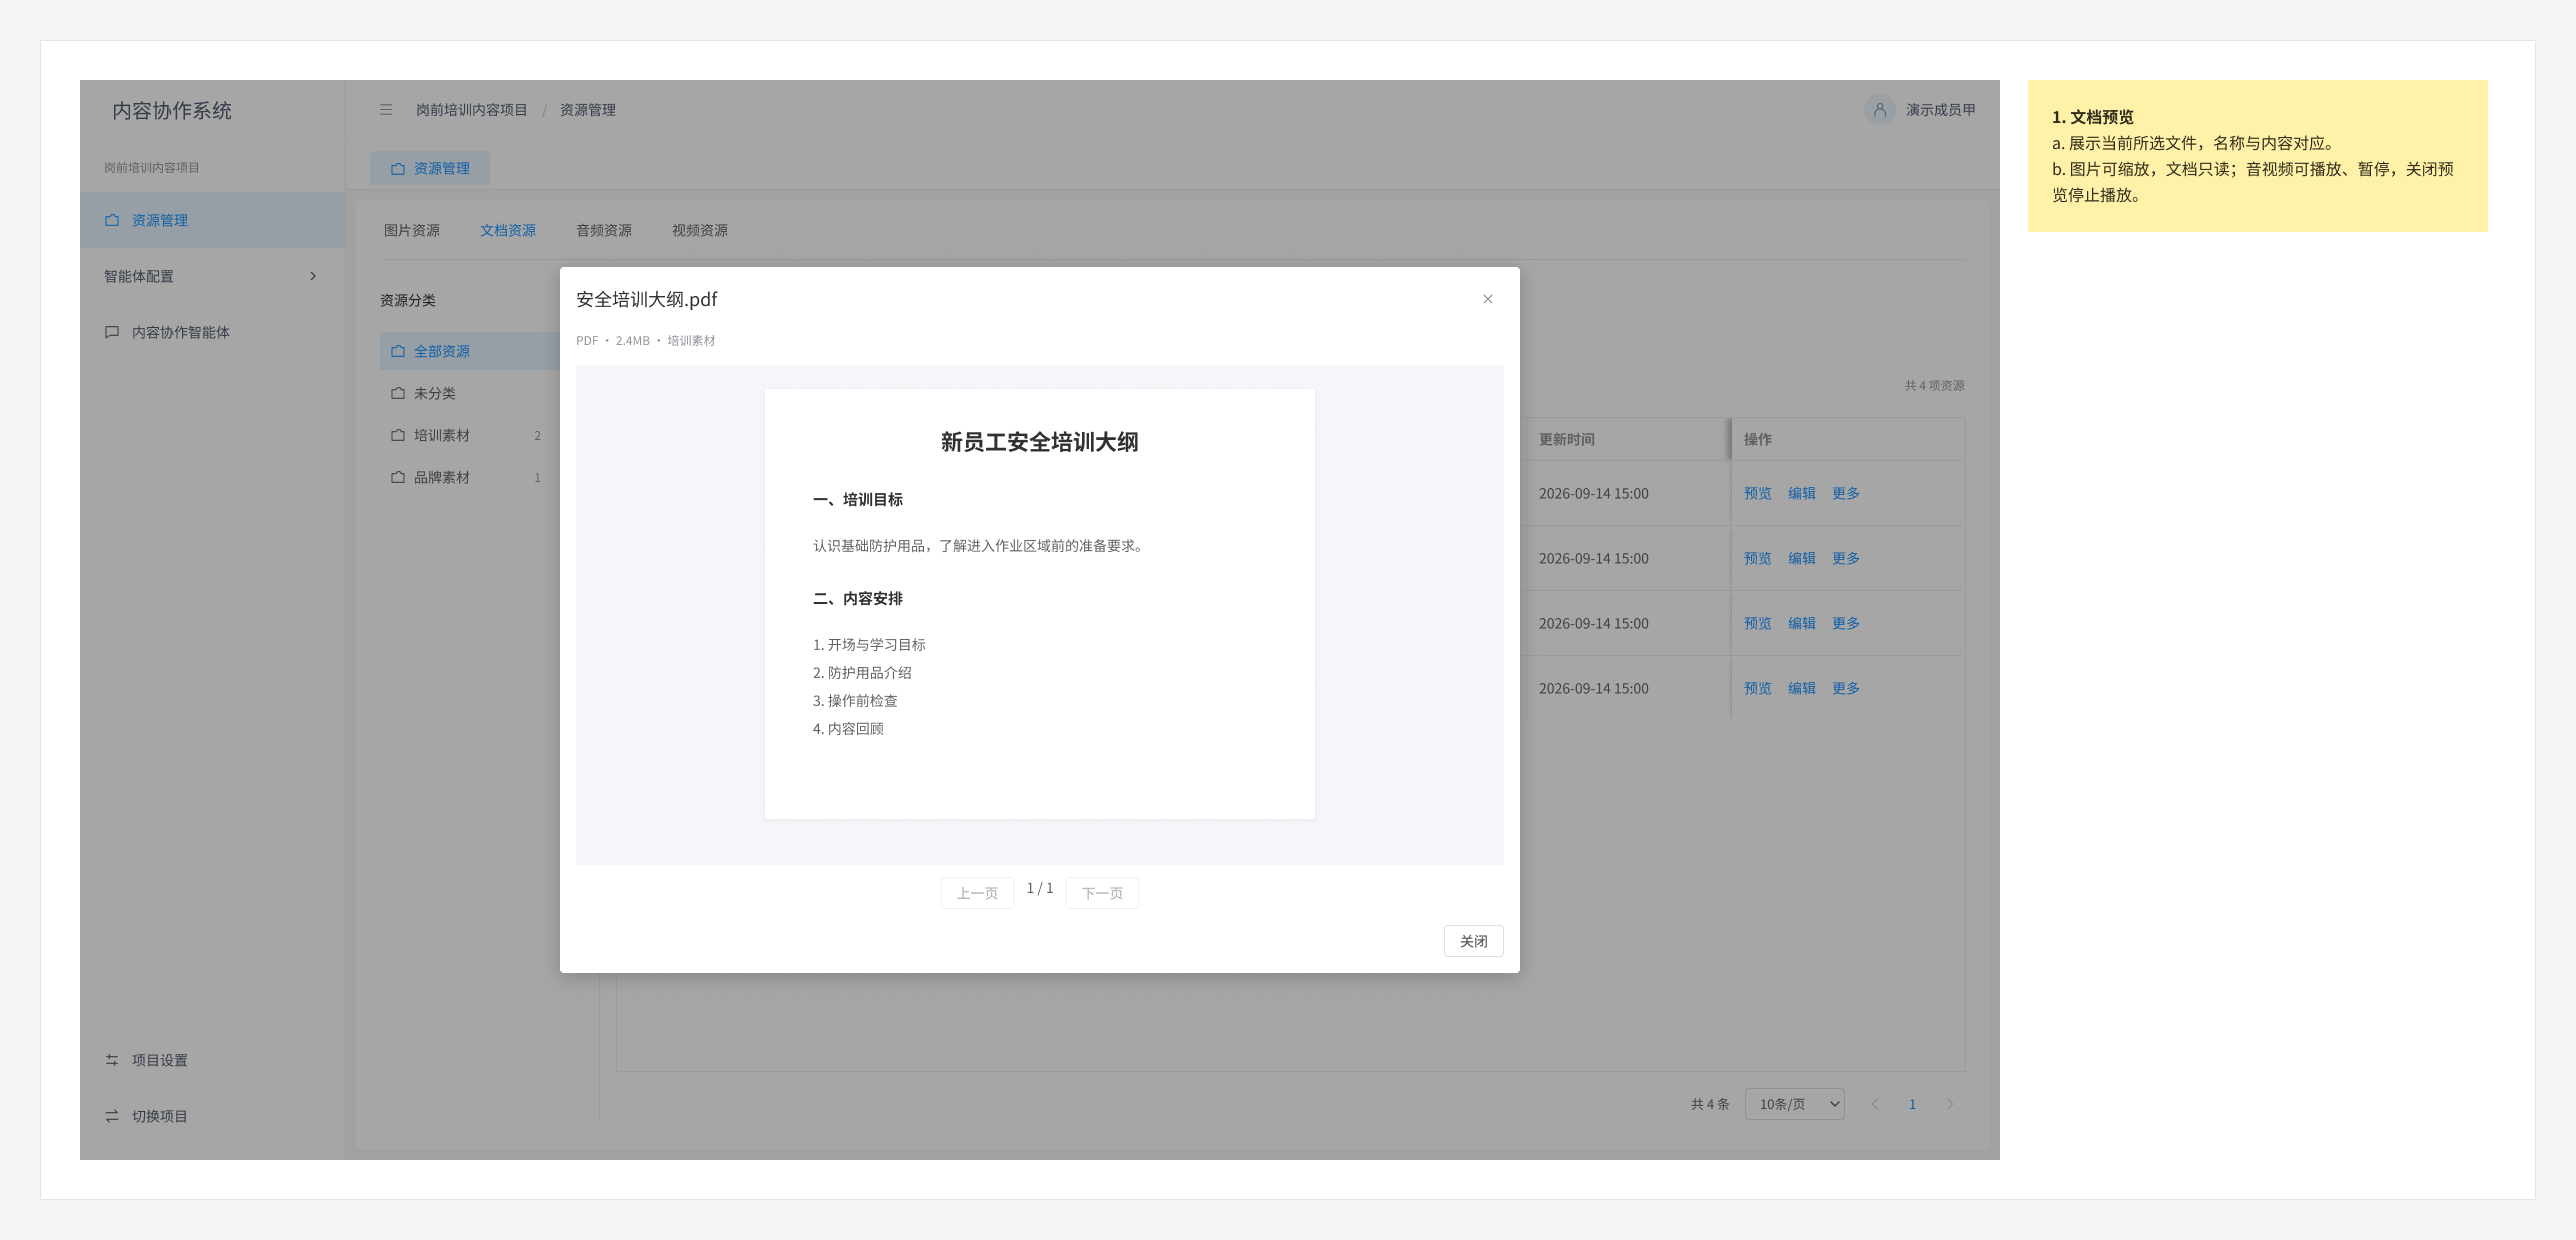 内容协作系统
岗前培训内容项目
资源管理
智能体配置
内容协作智能体
项目设置
切换项目
岗前培训内容项目 / 资源管理
演示成员甲
资源管理
图片资源 文档资源 音频资源 视频资源
资源分类
全部资源
未分类
培训素材 2
品牌素材 1
共 4 项资源
更新时间 操作
2026-09-14 15:00 预览 编辑 更多
2026-09-14 15:00 预览 编辑 更多
2026-09-14 15:00 预览 编辑 更多
2026-09-14 15:00 预览 编辑 更多
共 4 条 10条/页 1
安全培训大纲.pdf
PDF • 2.4MB • 培训素材
新员工安全培训大纲
一、培训目标
认识基础防护用品，了解进入作业区域前的准备要求。
二、内容安排
1. 开场与学习目标
2. 防护用品介绍
3. 操作前检查
4. 内容回顾
上一页 1 / 1 下一页
关闭
1. 文档预览
a. 展示当前所选文件，名称与内容对应。
b. 图片可缩放，文档只读；音视频可播放、暂停，关闭预
览停止播放。